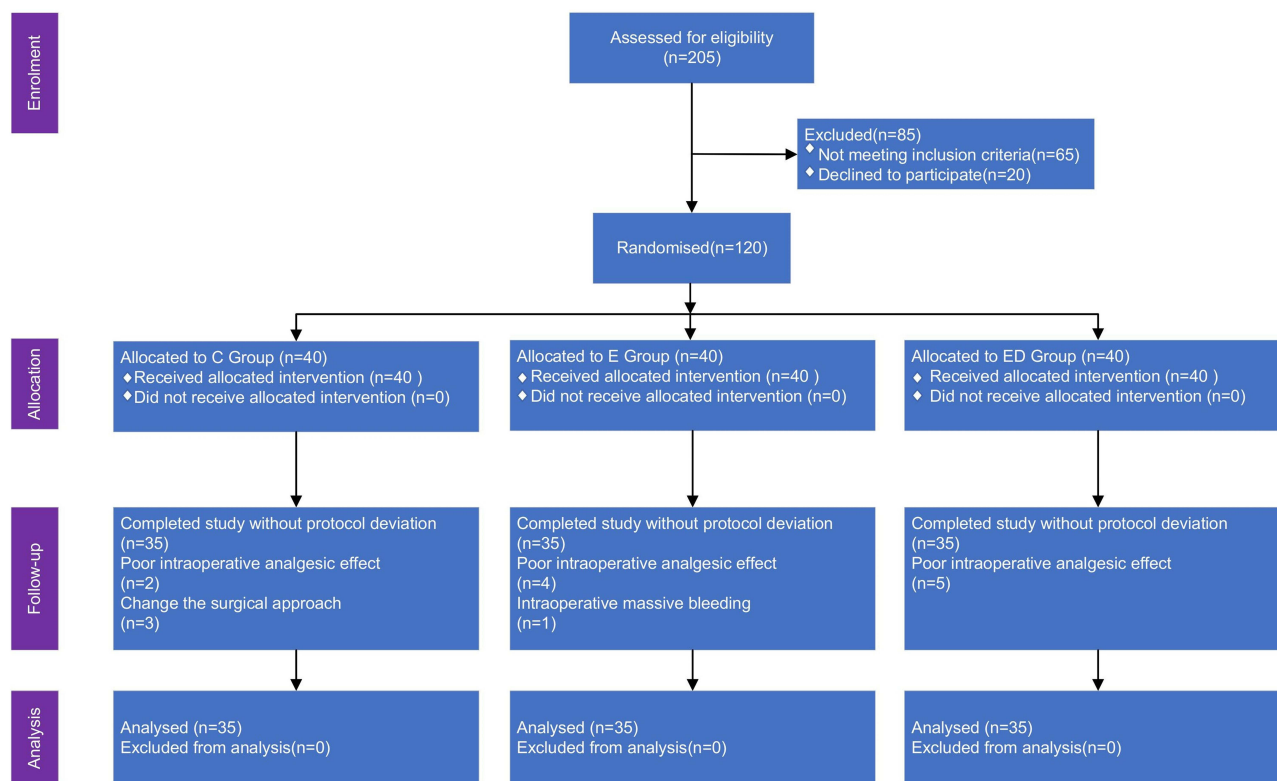 Enrolment
Assessed for eligibility
(n=205)
Excluded(n=85)
Not meeting inclusion criteria(n=65)
Declined to participate(n=20)
Randomised(n=120)
Allocation
Allocated to C Group (n=40)
Received allocated intervention (n=40 )
Did not receive allocated intervention (n=0)
Allocated to E Group (n=40)
Received allocated intervention (n=40 )
Did not receive allocated intervention (n=0)
Allocated to ED Group (n=40)
Received allocated intervention (n=40 )
Did not receive allocated intervention (n=0)
Follow-up
Completed study without protocol deviation
(n=35)
Poor intraoperative analgesic effect
(n=2)
Change the surgical approach
(n=3)
Completed study without protocol deviation
(n=35)
Poor intraoperative analgesic effect
(n=4)
Intraoperative massive bleeding
(n=1)
Completed study without protocol deviation
(n=35)
Poor intraoperative analgesic effect
(n=5)
Analysis
Analysed (n=35)
Excluded from analysis(n=0)
Analysed (n=35)
Excluded from analysis(n=0)
Analysed (n=35)
Excluded from analysis(n=0)